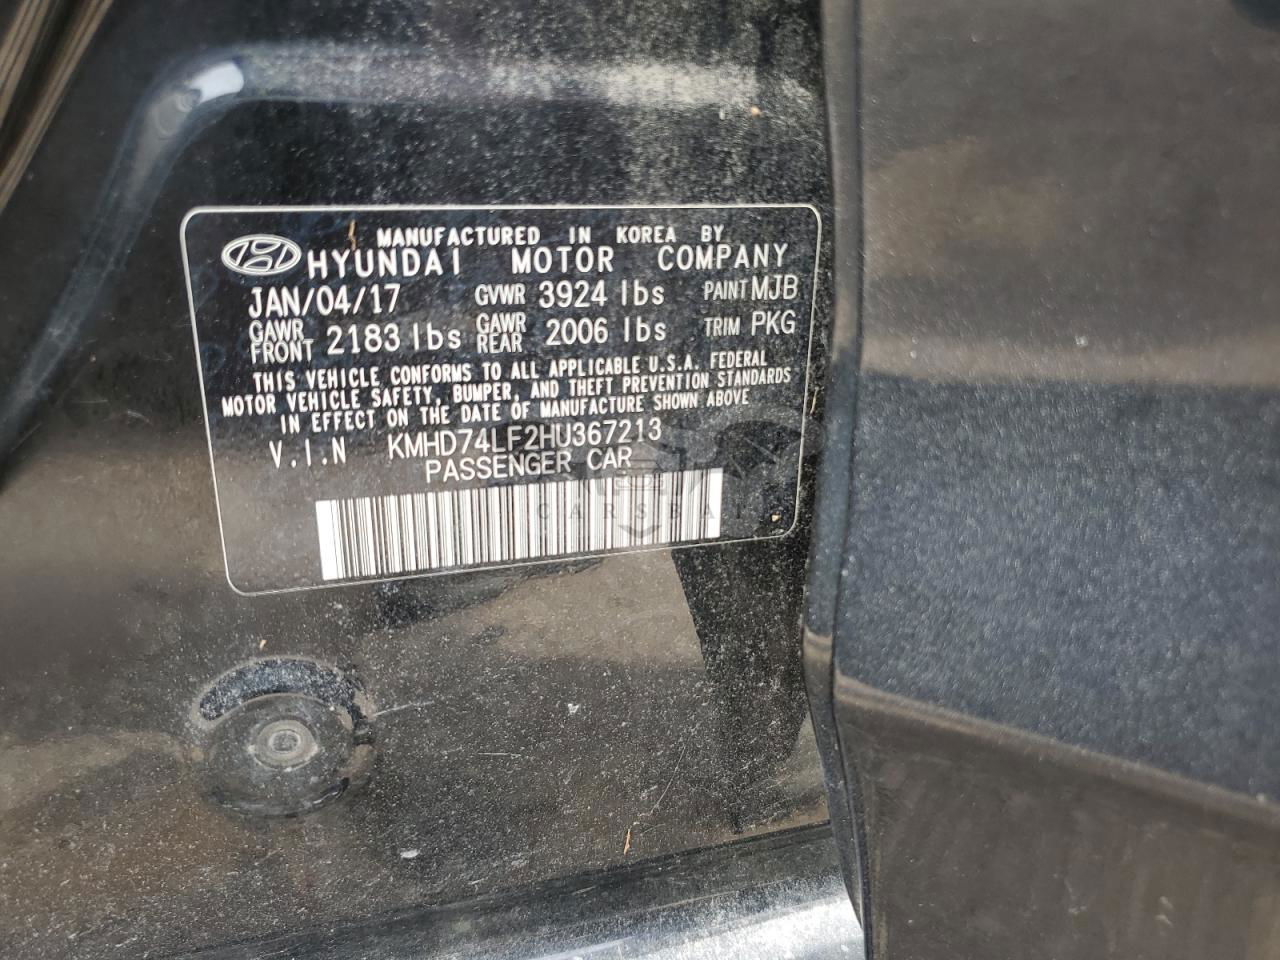 MANUFACTURED IN KOREA BY
HYUNDAI MOTOR COMPANY
JAN/04/17 GVWR 3924 lbs PAINT MJB
GAWR FRONT 2183 lbs GAWR REAR 2006 lbs TRIM PKG
THIS VEHICLE CONFORMS TO ALL APPLICABLE U.S.A. FEDERAL
MOTOR VEHICLE SAFETY, BUMPER, AND THEFT PREVENTION STANDARDS
IN EFFECT ON THE DATE OF MANUFACTURE SHOWN ABOVE
V.I.N KMHD74LF2HU367213
PASSENGER CAR